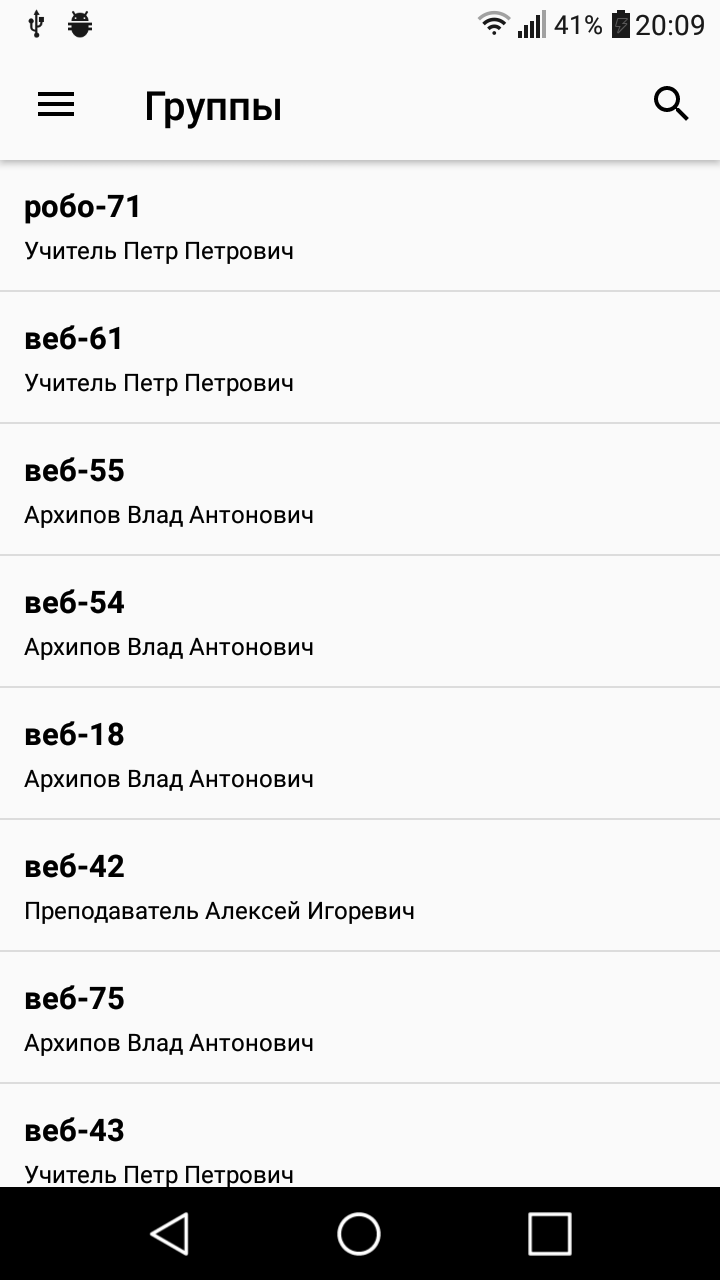 41% 20:09
Группы
робо-71
Учитель Петр Петрович
веб-61
Учитель Петр Петрович
веб-55
Архипов Влад Антонович
веб-54
Архипов Влад Антонович
веб-18
Архипов Влад Антонович
веб-42
Преподаватель Алексей Игоревич
веб-75
Архипов Влад Антонович
веб-43
Учитель Петр Петрович